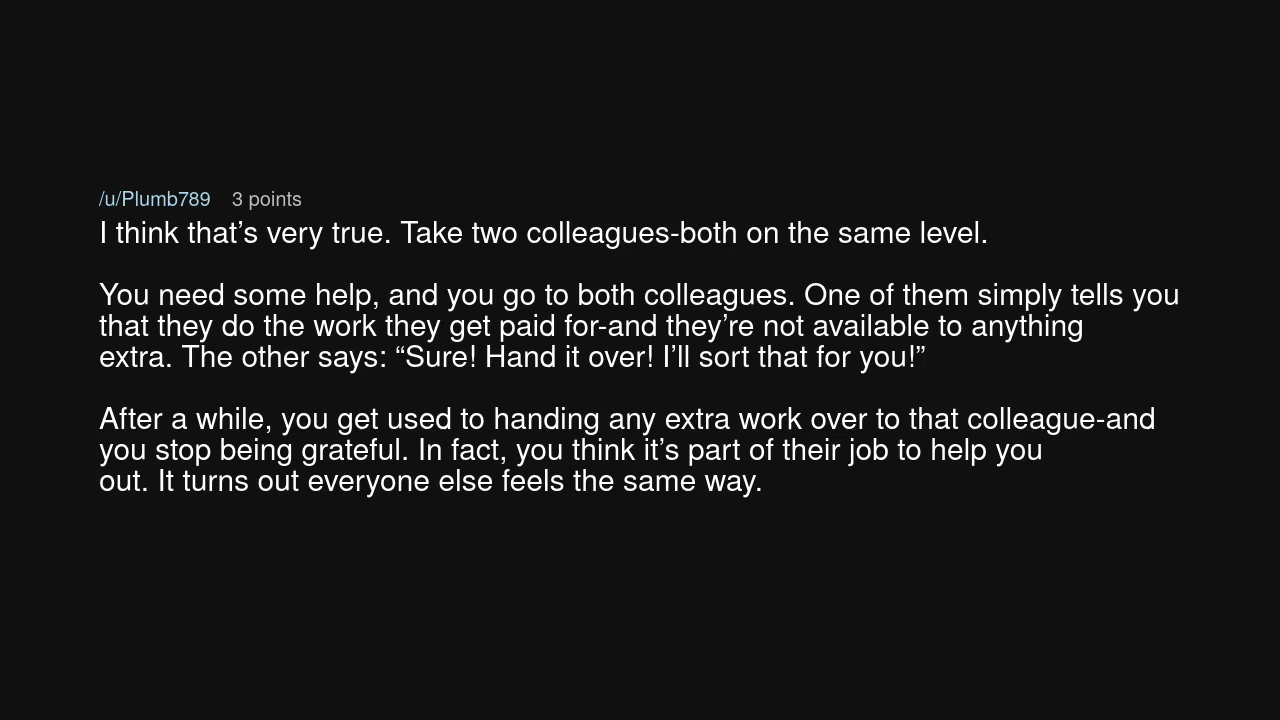 /u/Plumb789 3 points
I think that’s very true. Take two colleagues-both on the same level.
You need some help, and you go to both colleagues. One of them simply tells you
that they do the work they get paid for-and they’re not available to anything
extra. The other says: “Sure! Hand it over! I’ll sort that for you!”
After a while, you get used to handing any extra work over to that colleague-and
you stop being grateful. In fact, you think it’s part of their job to help you
out. It turns out everyone else feels the same way.